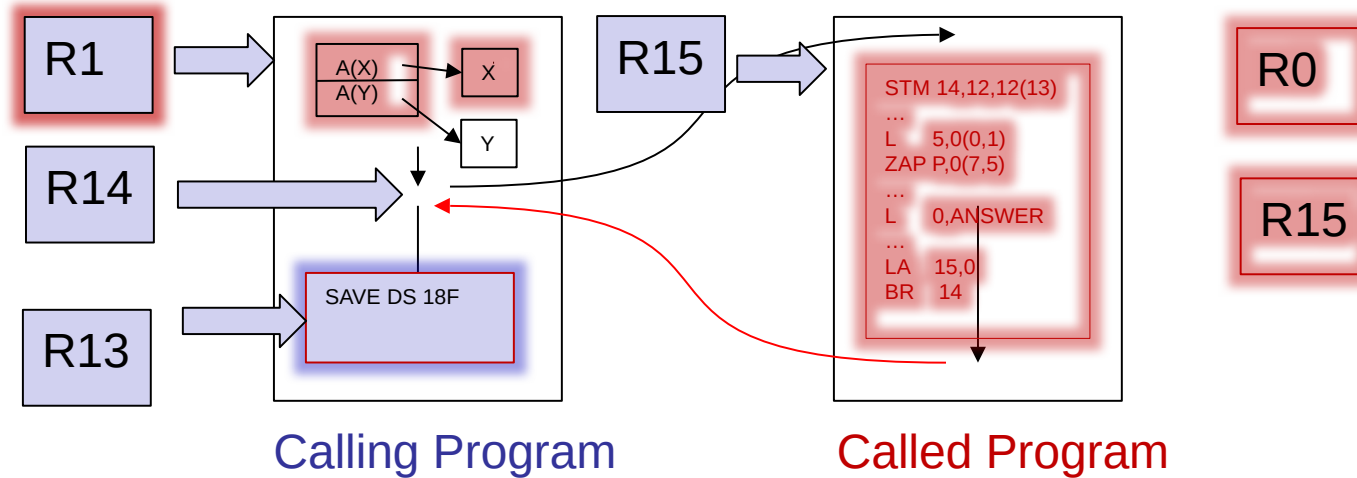 R1
R14
R13
A(X)
A(Y)
X
Y
SAVE DS 18F
Calling Program
R15
STM 14,12,12(13)
…
L 5,0(0,1)
ZAP P,0(7,5)
…
L 0,ANSWER
…
LA 15,0
BR 14
Called Program
R0
R15